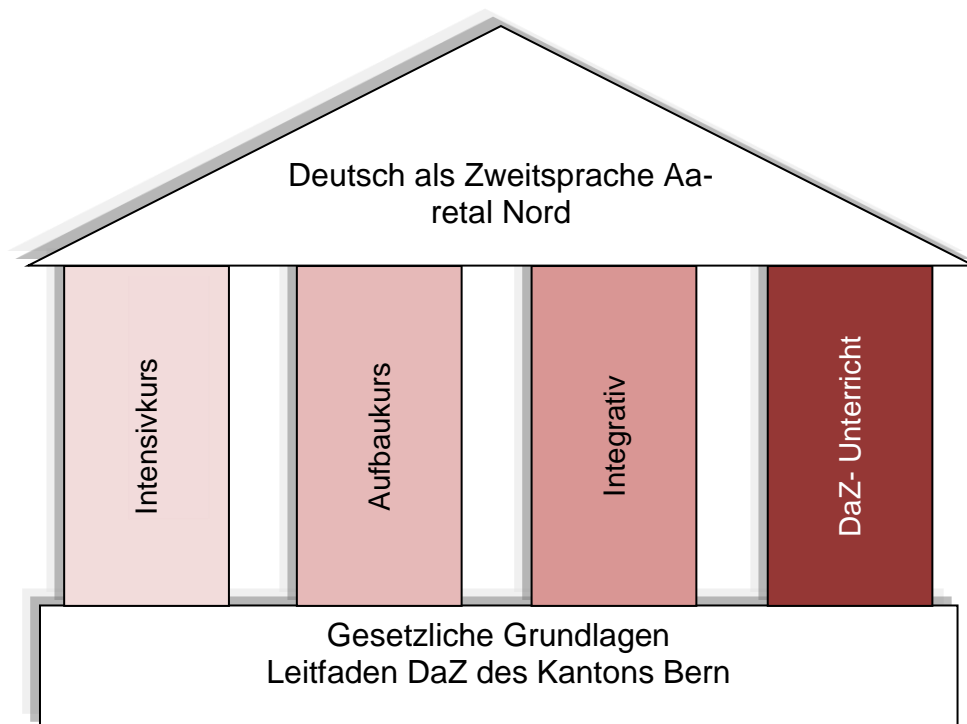 Deutsch als Zweitsprache Aa-
retal Nord
Intensivkurs
Aufbaukurs
Integrativ
DaZ- Unterricht
Gesetzliche Grundlagen
Leitfaden DaZ des Kantons Bern